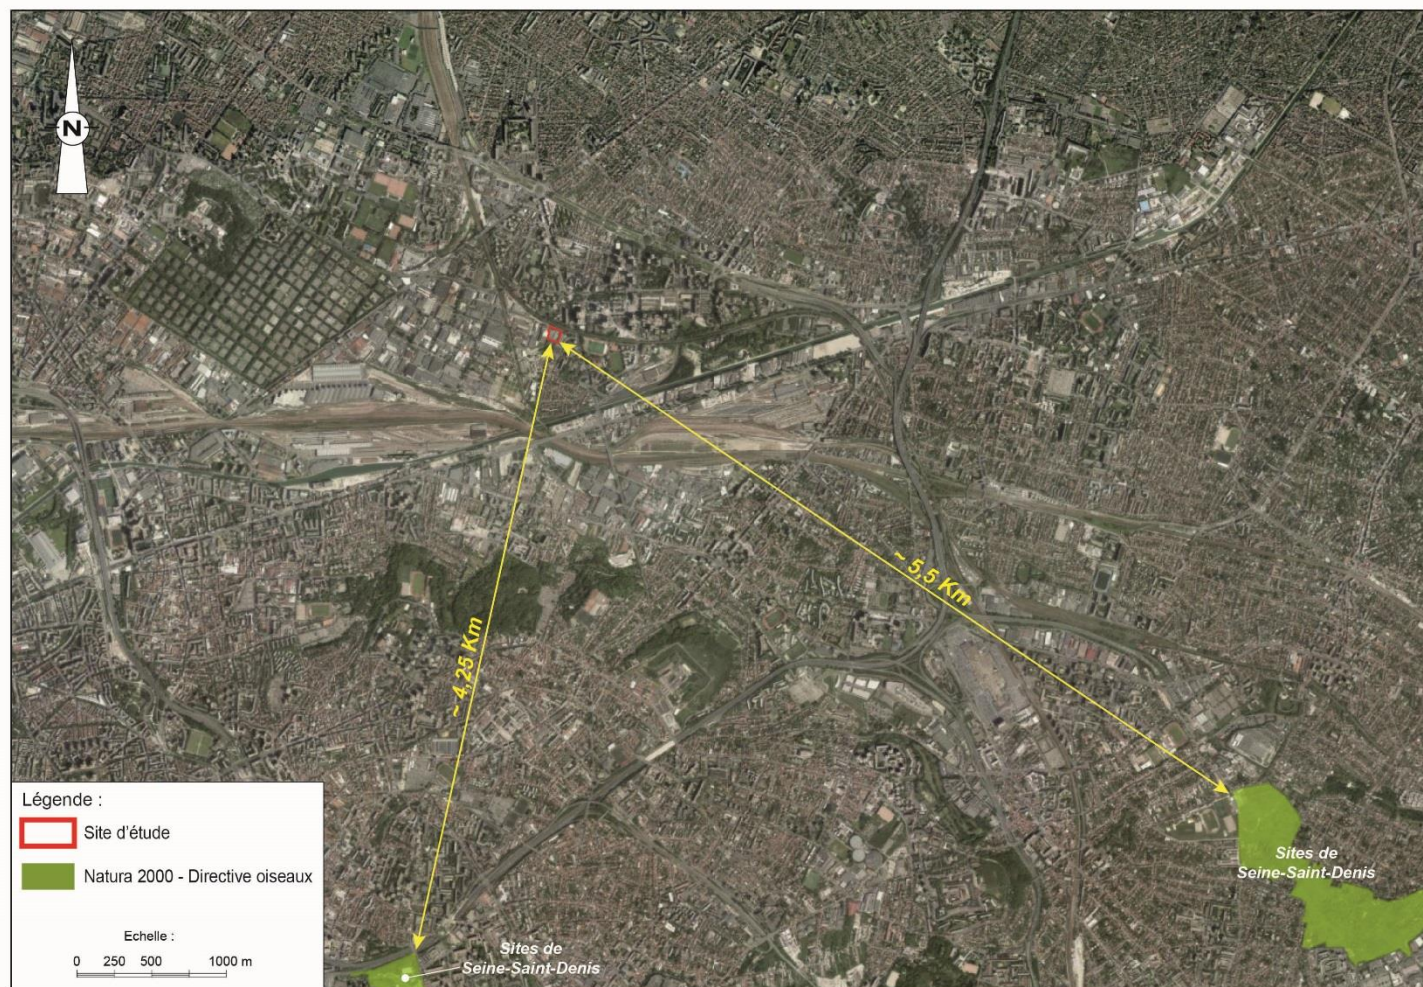 N
~ 5,5 Km
~ 4,25 Km
Sites de
Seine-Saint-Denis
Légende :
Site d'étude
Natura 2000 - Directive oiseaux
Echelle :
0 250 500 1000 m
Sites de
Seine-Saint-Denis